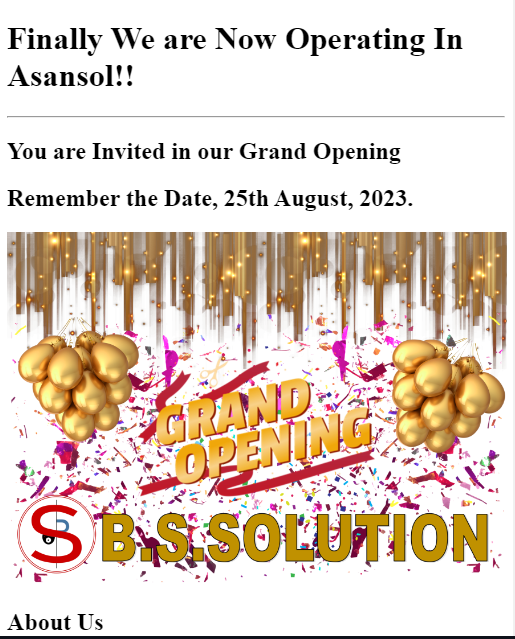 Finally We are Now Operating In
Asansol!!
You are Invited in our Grand Opening
Remember the Date, 25th August, 2023.
GRAND
OPENING
B.S.SOLUTION
About Us